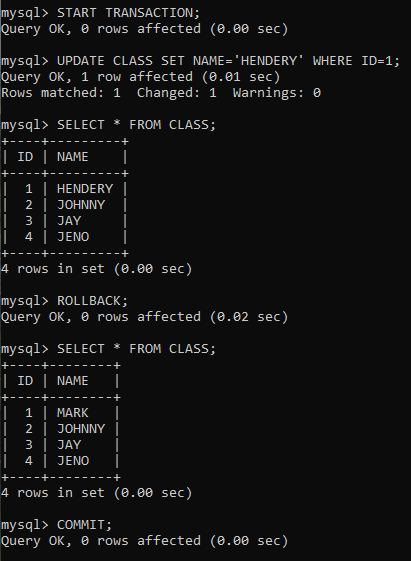 mysql> START TRANSACTION;
Query OK, 0 rows affected (0.00 sec)
mysql> UPDATE CLASS SET NAME='HENDERY' WHERE ID=1;
Query OK, 1 row affected (0.01 sec)
Rows matched: 1  Changed: 1  Warnings: 0
mysql> SELECT * FROM CLASS;
+----+---------+
| ID | NAME    |
+----+---------+
|  1 | HENDERY |
|  2 | JOHNNY  |
|  3 | JAY     |
|  4 | JENO    |
+----+---------+
4 rows in set (0.00 sec)
mysql> ROLLBACK;
Query OK, 0 rows affected (0.02 sec)
mysql> SELECT * FROM CLASS;
+----+--------+
| ID | NAME   |
+----+--------+
|  1 | MARK   |
|  2 | JOHNNY |
|  3 | JAY    |
|  4 | JENO   |
+----+--------+
4 rows in set (0.00 sec)
mysql> COMMIT;
Query OK, 0 rows affected (0.00 sec)